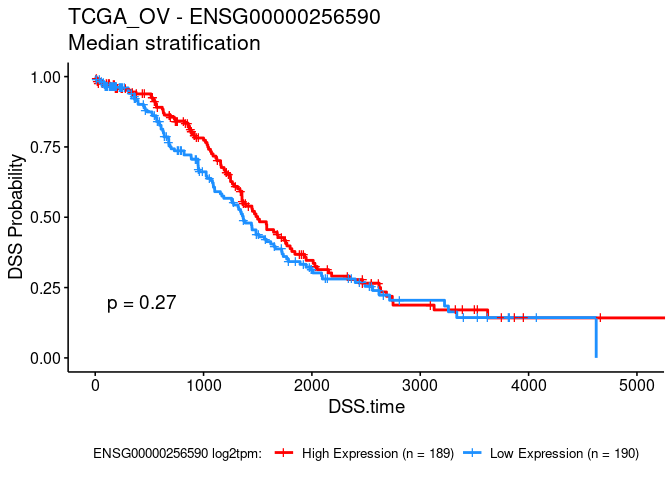 TCGA_OV - ENSG00000256590
Median stratification
1.00
0.75
0.50
0.25
0.00
DSS Probability
p = 0.27
0
1000
2000
3000
4000
5000
DSS.time
ENSG00000256590 log2tpm: High Expression (n = 189) Low Expression (n = 190)